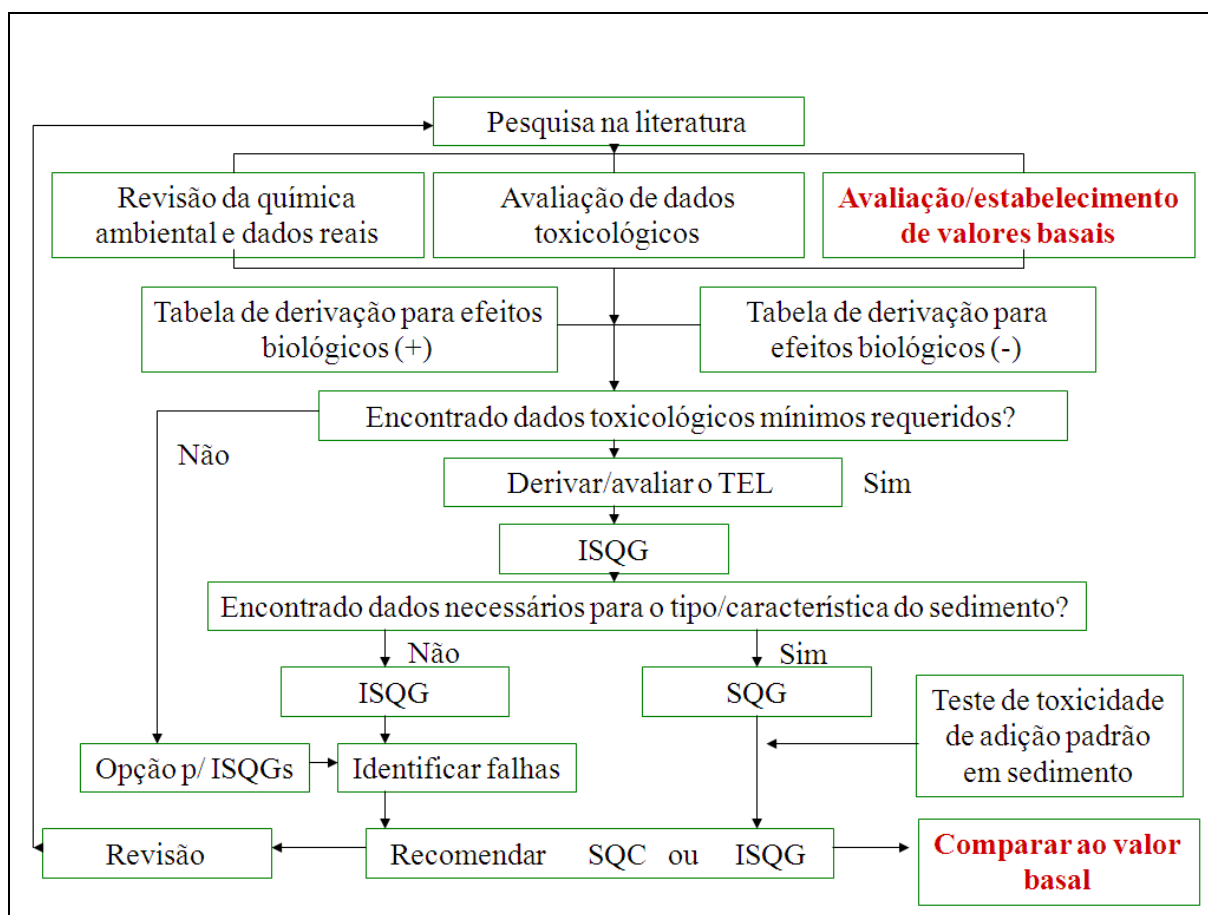 Pesquisa na literatura
Revisão da química
ambiental e dados reais
Avaliação de dados
toxicológicos
Avaliação/estabelecimento
de valores basais
Tabela de derivação para efeitos
biológicos (+)
Tabela de derivação para
efeitos biológicos (-)
Encontrado dados toxicológicos mínimos requeridos?
Não
Derivar/avaliar o TEL
Sim
ISQG
Encontrado dados necessários para o tipo/característica do sedimento?
Não
Sim
ISQG
SQG
Teste de toxicidade
de adição padrão
em sedimento
Opção p/ ISQGs
Identificar falhas
Revisão
Recomendar SQC ou ISQG
Comparar ao valor
basal